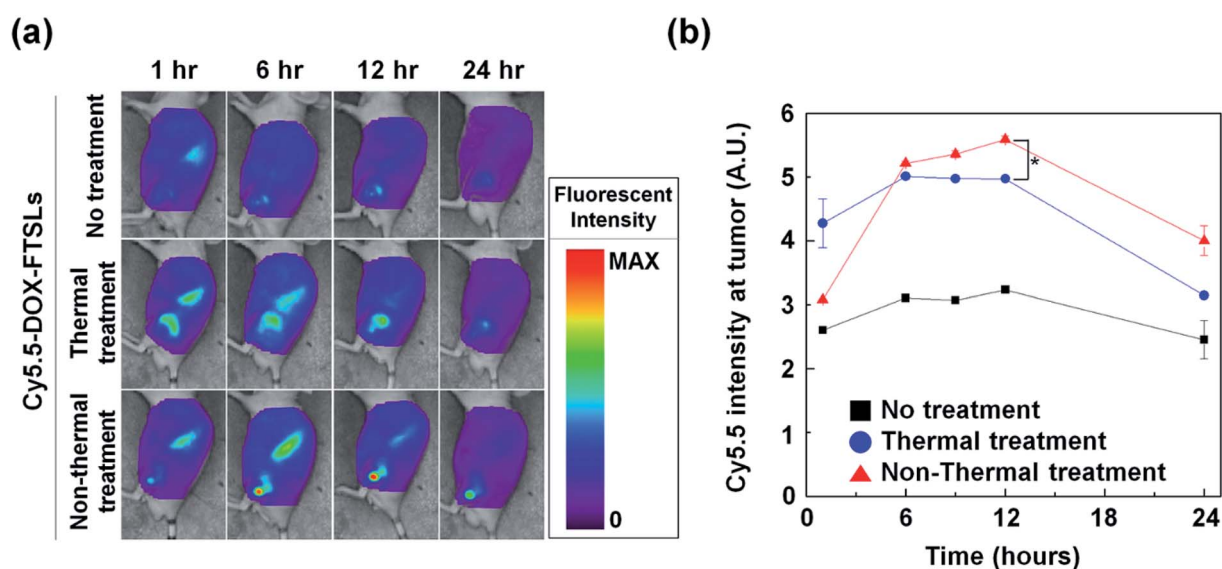 (a)
1 hr 6 hr 12 hr 24 hr
Cy5.5-DOX-FTSLs
No treatment
Thermal
treatment
Non-thermal
treatment
Fluorescent
Intensity
MAX
0
(b)
Cy5.5 intensity at tumor (A.U.)
6
5
4
3
2
1
0
*
No treatment
Thermal treatment
Non-Thermal treatment
0 6 12 18 24
Time (hours)